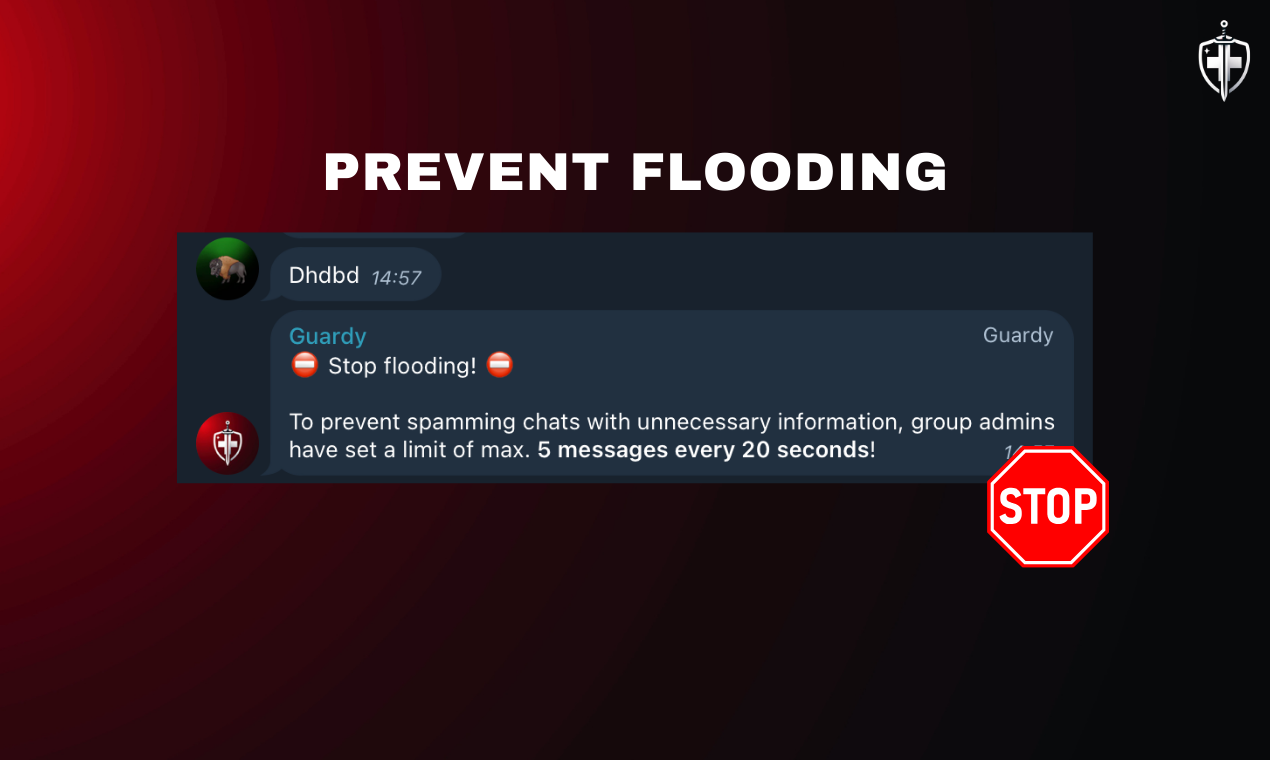 PREVENT FLOODING
Dhdbd 14:57
Guardy Guardy
⛔ Stop flooding! ⛔
To prevent spamming chats with unnecessary information, group admins
have set a limit of max. 5 messages every 20 seconds!
STOP